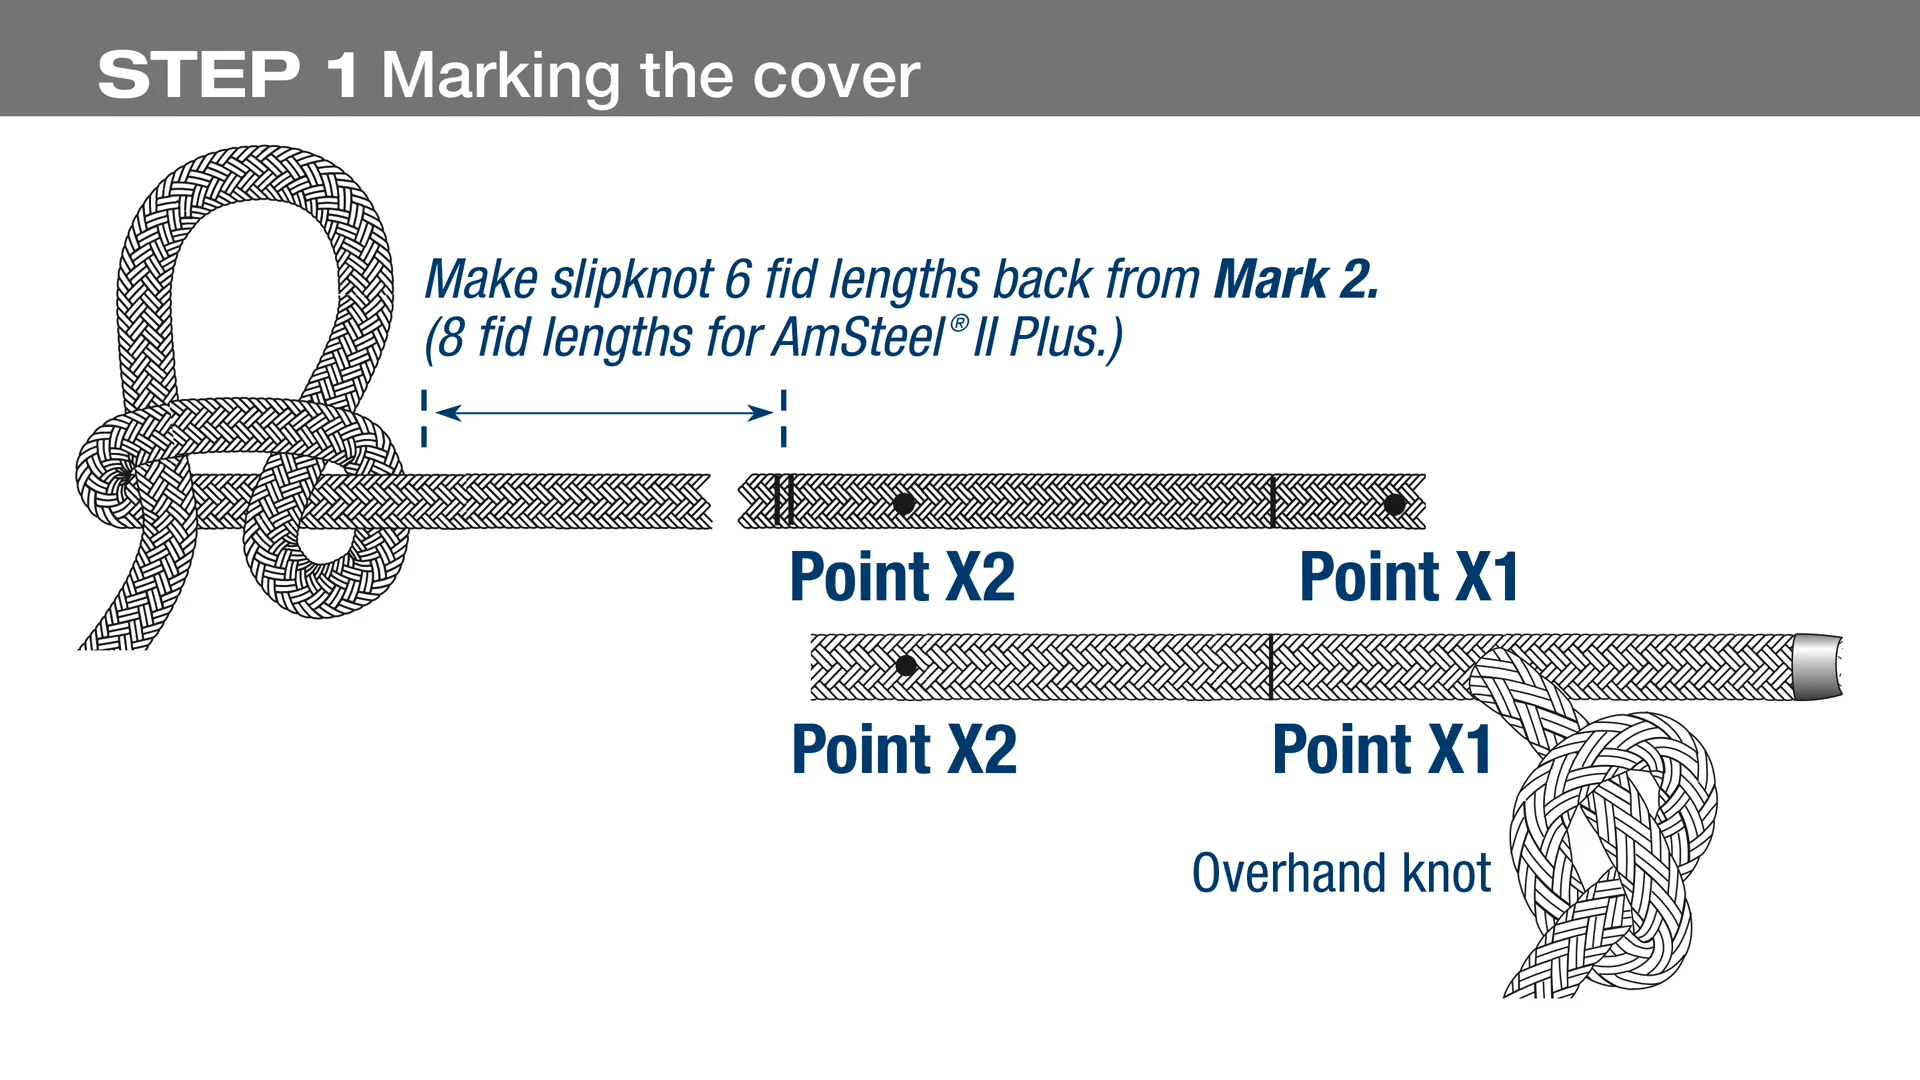 STEP 1 Marking the cover
Make slipknot 6 fid lengths back from Mark 2.
(8 fid lengths for AmSteel® II Plus.)
Point X2 Point X1
Point X2 Point X1
Overhand knot